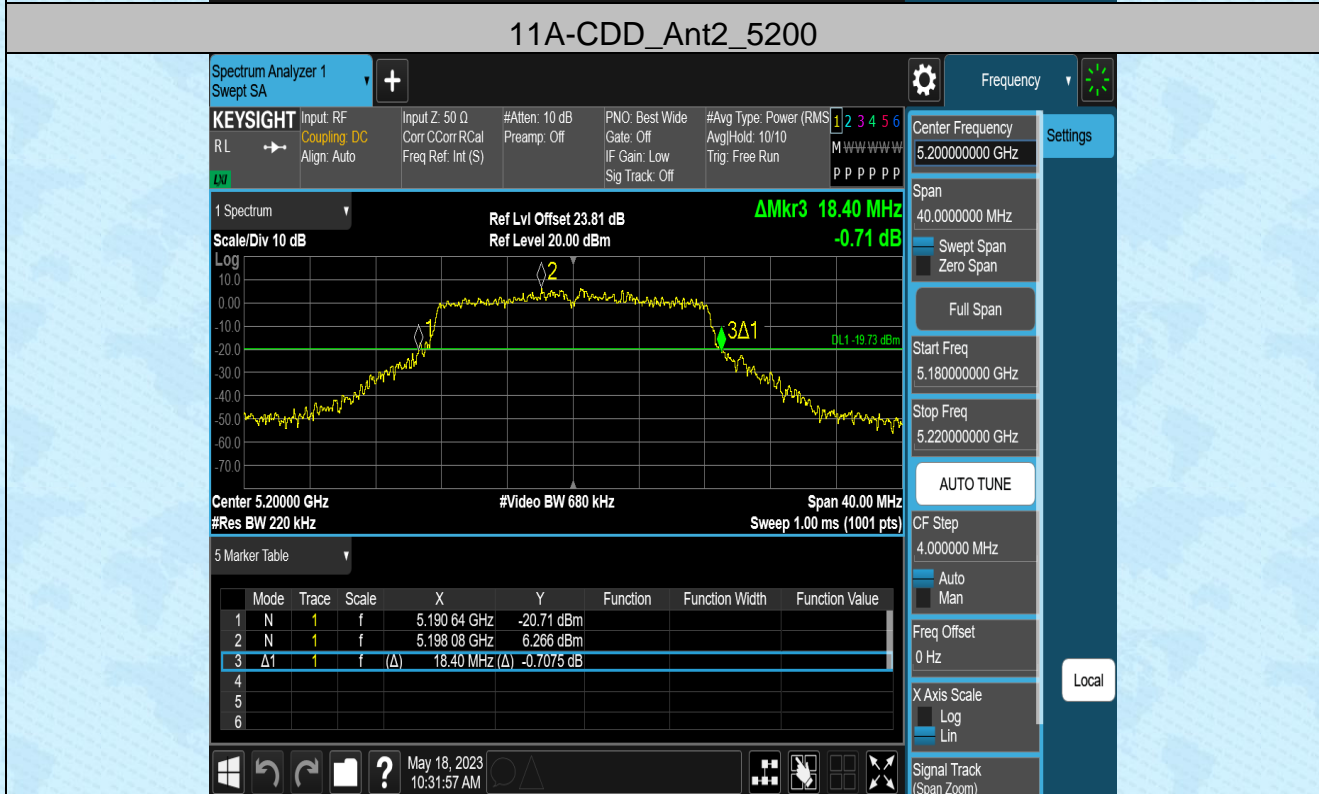 11A-CDD_Ant2_5200
Spectrum Analyzer 1
Swept SA
+
Frequency
KEYSIGHT
RL
LXI
Input: RF
Coupling: DC
Align: Auto
Input Z: 50 Ω
Corr CCorr RCal
Freq Ref: Int (S)
#Atten: 10 dB
Preamp: Off
PNO: Best Wide
Gate: Off
IF Gain: Low
Sig Track: Off
#Avg Type: Power (RMS
Avg|Hold: 10/10
Trig: Free Run
1 2 3 4 5 6
M W W W W W
P P P P P P
1 Spectrum
Scale/Div 10 dB
Ref Lvl Offset 23.81 dB
Ref Level 20.00 dBm
ΔMkr3 18.40 MHz
-0.71 dB
Log
10.0
0.00
-10.0
-20.0
-30.0
-40.0
-50.0
-60.0
-70.0
2
1
3Δ1
DL1 -19.73 dBm
Center 5.20000 GHz
#Video BW 680 kHz
Span 40.00 MHz
#Res BW 220 kHz
Sweep 1.00 ms (1001 pts)
5 Marker Table
Mode Trace Scale X Y Function Function Width Function Value
1 N 1 f 5.190 64 GHz -20.71 dBm
2 N 1 f 5.198 08 GHz 6.266 dBm
3 Δ1 1 f (Δ) 18.40 MHz (Δ) -0.7075 dB
4
5
6
?
May 18, 2023
10:31:57 AM
Center Frequency
5.200000000 GHz
Settings
Span
40.0000000 MHz
Swept Span
Zero Span
Full Span
Start Freq
5.180000000 GHz
Stop Freq
5.220000000 GHz
AUTO TUNE
CF Step
4.000000 MHz
Auto
Man
Freq Offset
0 Hz
X Axis Scale
Log
Lin
Local
Signal Track
(Span Zoom)